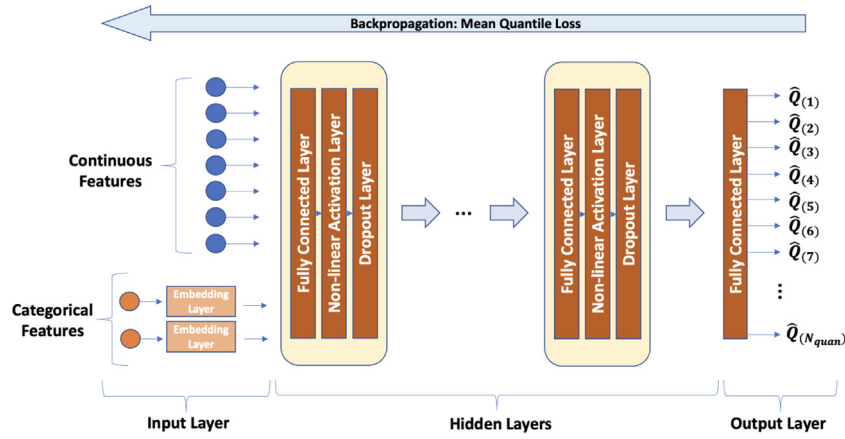 Backpropagation: Mean Quantile Loss
Continuous
Features
Categorical
Features
Embedding
Layer
Embedding
Layer
Fully Connected Layer
Non-linear Activation Layer
Dropout Layer
...
Fully Connected Layer
Non-linear Activation Layer
Dropout Layer
Fully Connected Layer
Q̂(1)
Q̂(2)
Q̂(3)
Q̂(4)
Q̂(5)
Q̂(6)
Q̂(7)
⋮
Q̂(N_quan)
Input Layer
Hidden Layers
Output Layer